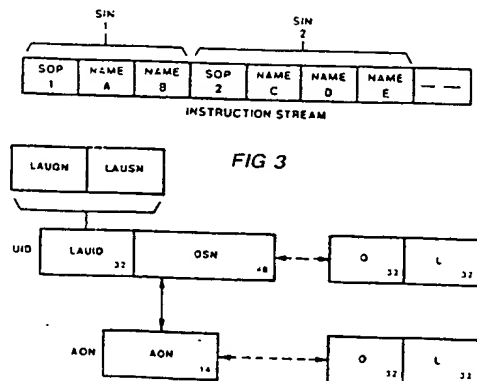 SIN
1
SIN
2
SOP
1
NAME
A
NAME
B
SOP
2
NAME
C
NAME
D
NAME
E
INSTRUCTION STREAM
LAUGN LAUSN
FIG 3
UID LAUID 32 OSN 48 O 32 L 32
AON AON 14 O 32 L 32